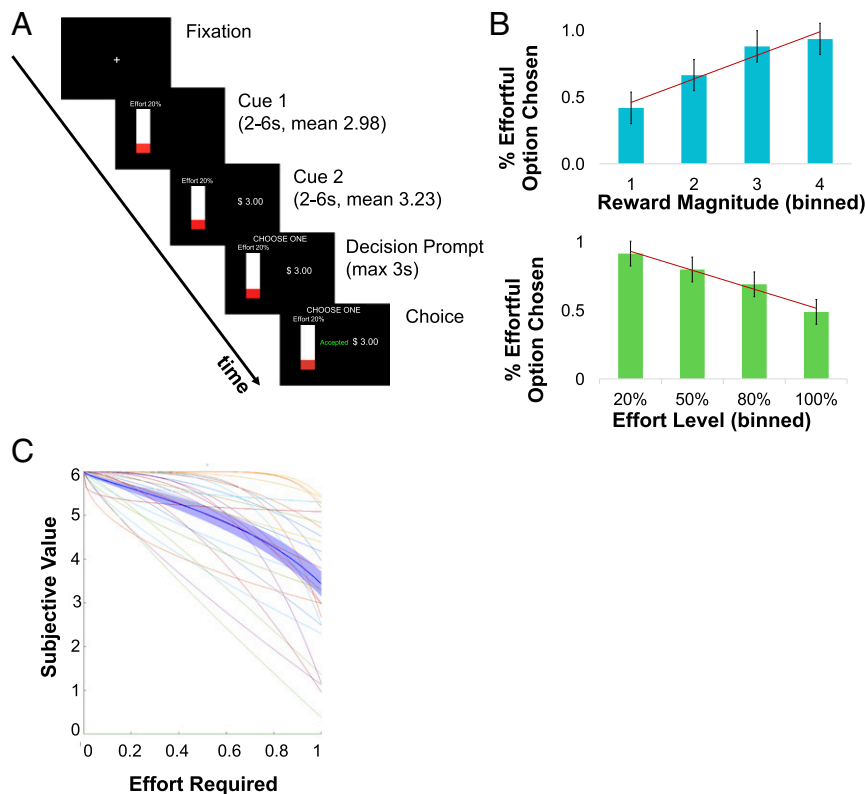 A
Fixation
+
Effort 20%
Cue 1
(2-6s, mean 2.98)
Effort 20%
$ 3.00
Cue 2
(2-6s, mean 3.23)
CHOOSE ONE
Effort 20%
$ 3.00
Decision Prompt
(max 3s)
CHOOSE ONE
Effort 20%
Accepted $ 3.00
Choice
time
B
% Effortful
Option Chosen
1.0
0.5
0.0
1 2 3 4
Reward Magnitude (binned)
% Effortful
Option Chosen
1
0.5
0
20% 50% 80% 100%
Effort Level (binned)
C
Subjective Value
6
5
4
3
2
1
0
0 0.2 0.4 0.6 0.8 1
Effort Required